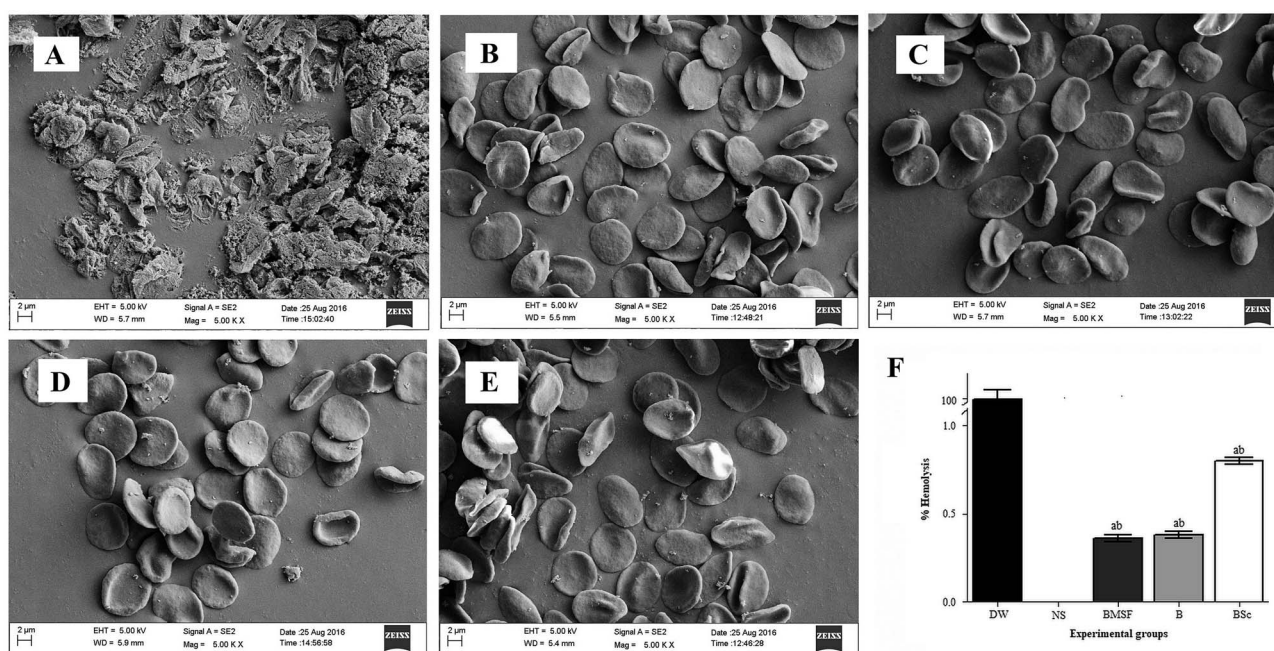 A
2 µm
EHT = 5.00 kV
Signal A = SE2
Date :25 Aug 2016
WD = 5.7 mm
Mag = 5.00 K X
Time :15:02:40
ZEISS
B
2 µm
EHT = 5.00 kV
Signal A = SE2
Date :25 Aug 2016
WD = 5.5 mm
Mag = 5.00 K X
Time :12:48:21
ZEISS
C
2 µm
EHT = 5.00 kV
Signal A = SE2
Date :25 Aug 2016
WD = 5.7 mm
Mag = 5.00 K X
Time :13:02:22
ZEISS
D
2 µm
EHT = 5.00 kV
Signal A = SE2
Date :25 Aug 2016
WD = 5.9 mm
Mag = 5.00 K X
Time :14:56:58
ZEISS
E
2 µm
EHT = 5.00 kV
Signal A = SE2
Date :25 Aug 2016
WD = 5.4 mm
Mag = 5.00 K X
Time :12:46:28
ZEISS
F
% Hemolysis
100
1.0
0.5
0.0
ab
ab
ab
DW NS BMSF B BSc
Experimental groups